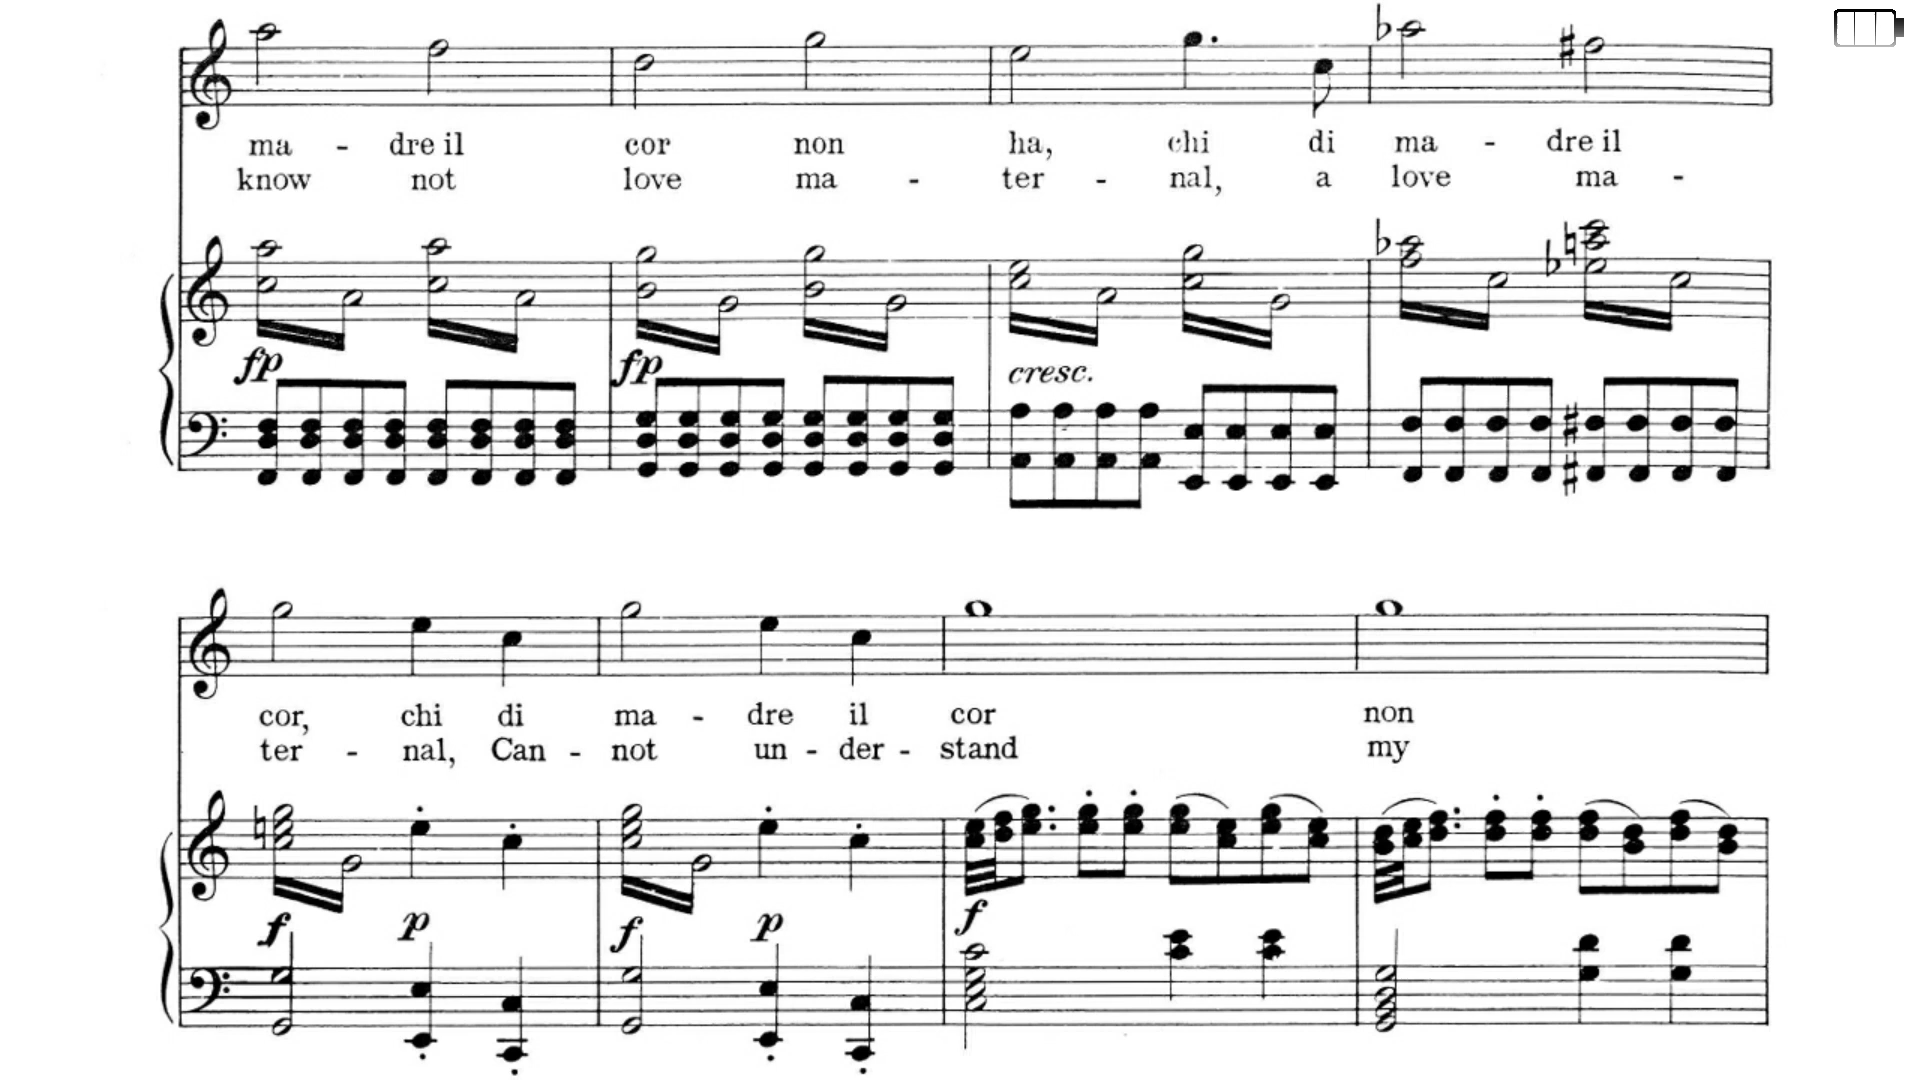 ma - dre il cor non ha, chi di ma - dre il
know not love ma - ter - nal, a love ma -
fp fp cresc.
cor, chi di ma - dre il cor non
ter - nal, Can - not un - der - stand my
f p f p f